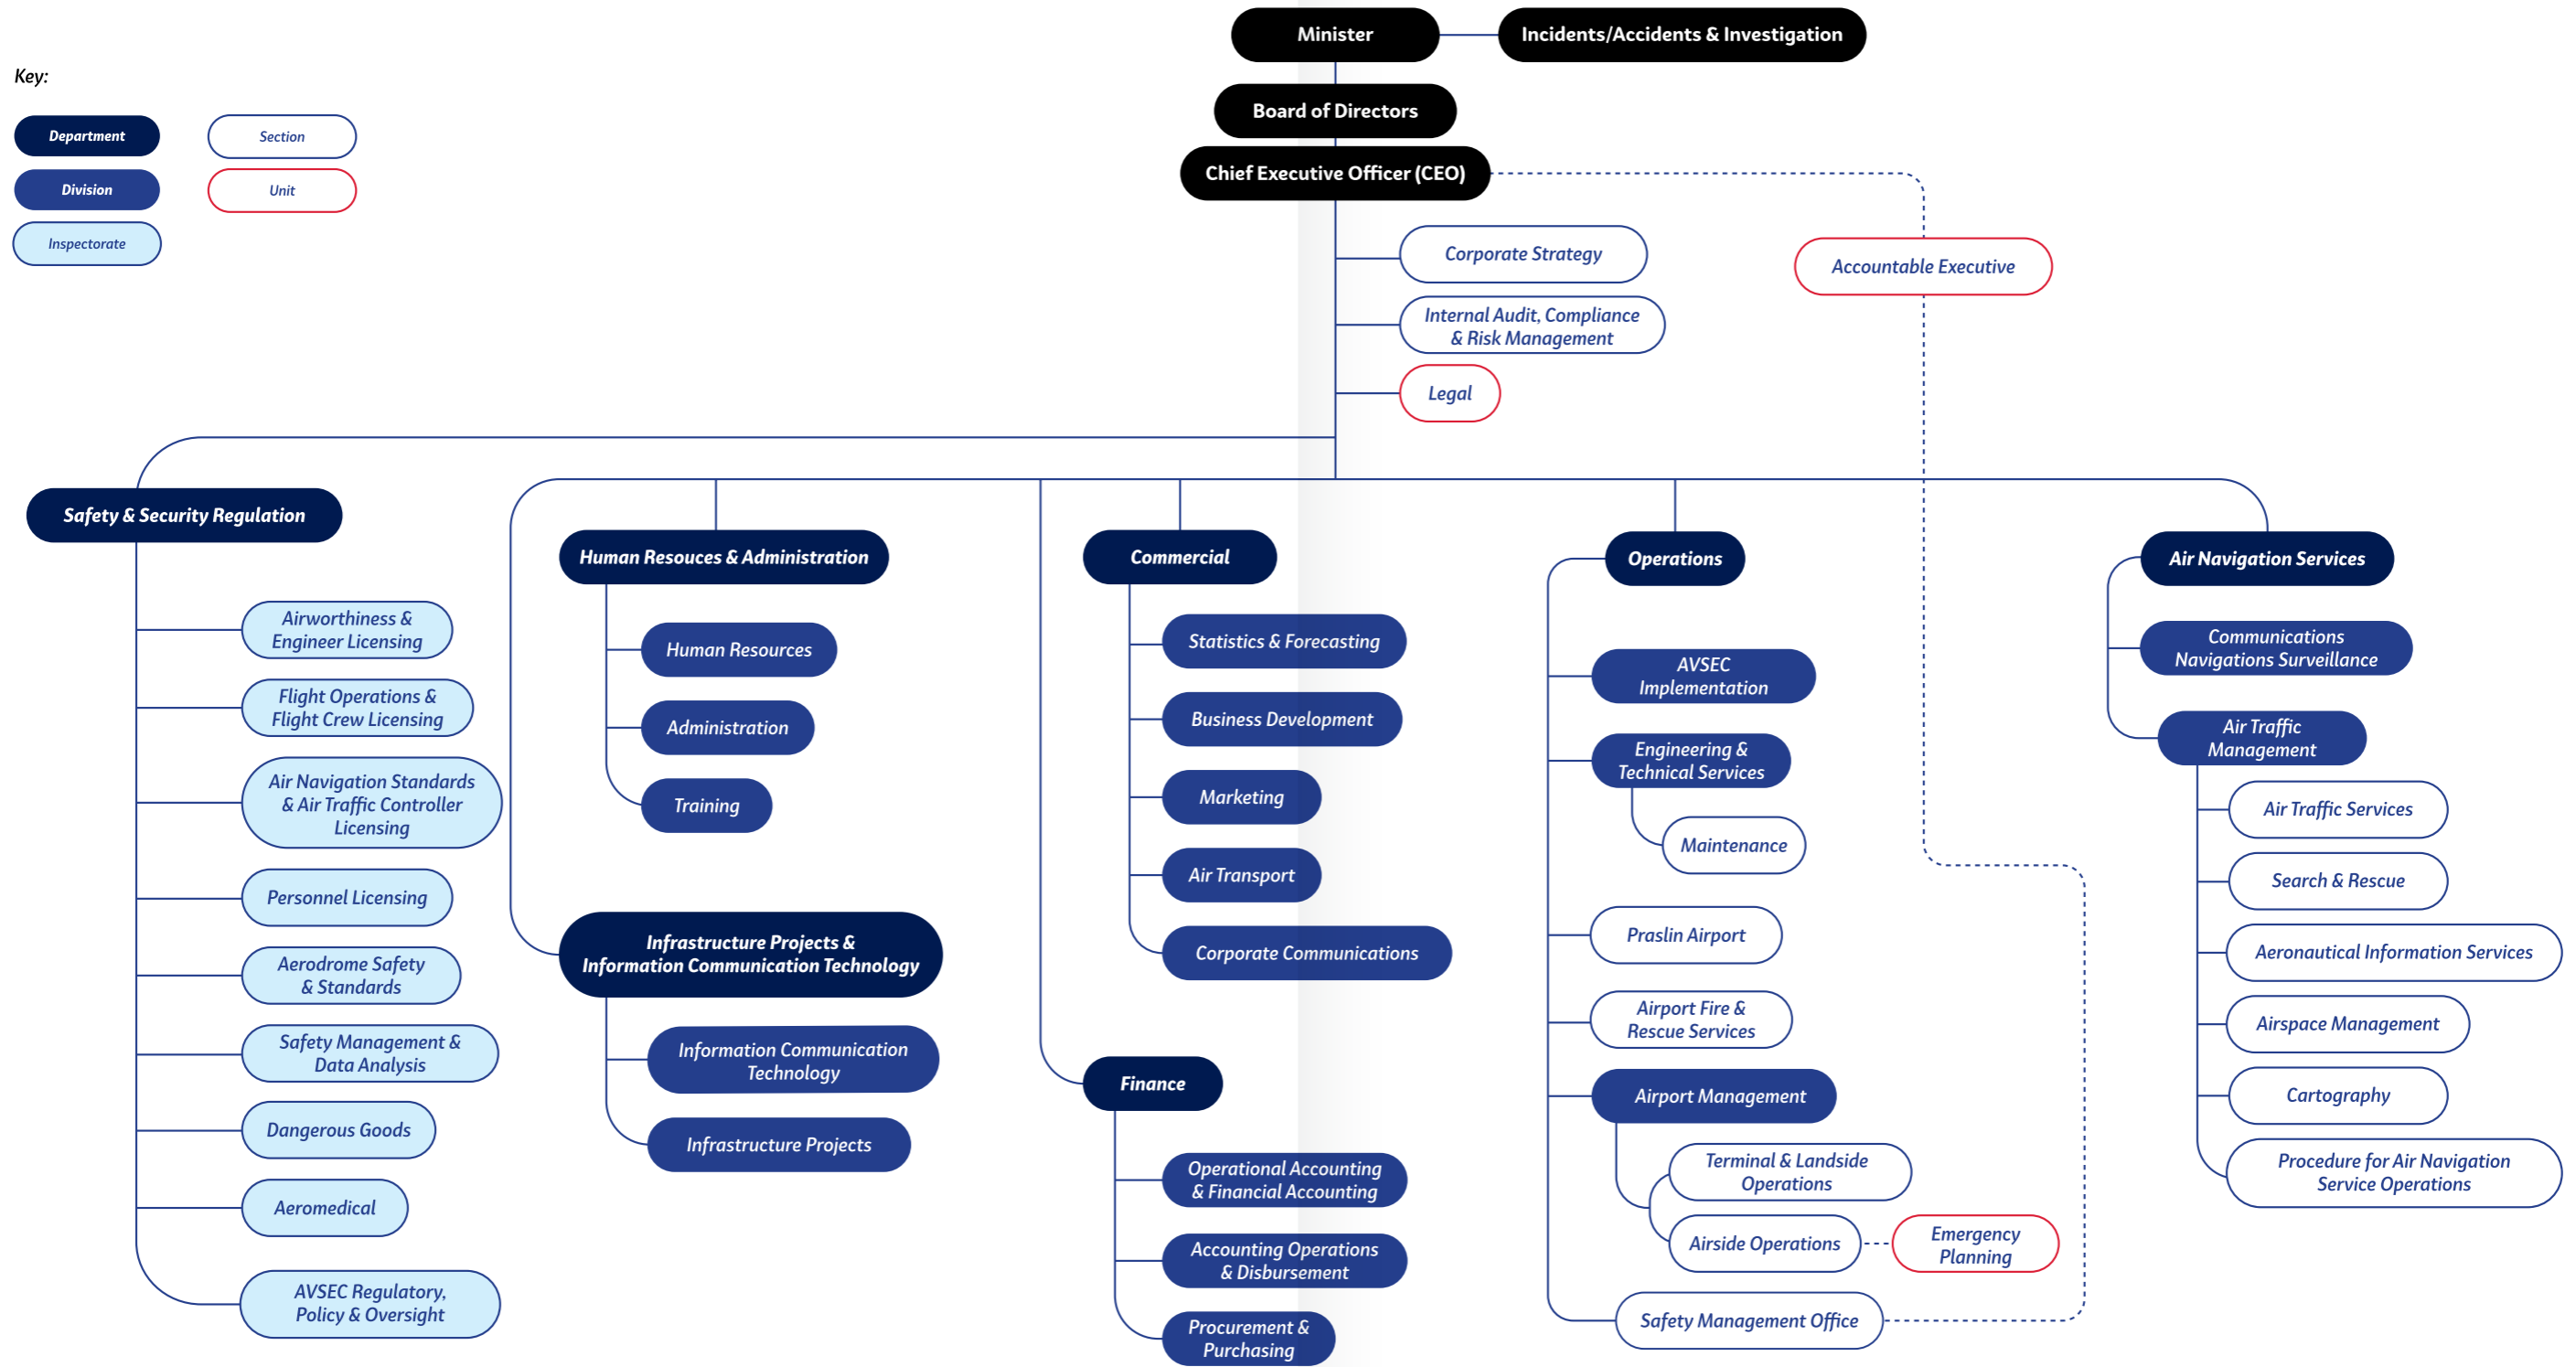 Minister
Incidents/Accidents & Investigation
Board of Directors
Chief Executive Officer (CEO)
Key:
Department
Section
Division
Unit
Inspectorate
Corporate Strategy
Accountable Executive
Internal Audit, Compliance
& Risk Management
Legal
Safety & Security Regulation
Airworthiness &
Engineer Licensing
Flight Operations &
Flight Crew Licensing
Air Navigation Standards
& Air Traffic Controller
Licensing
Personnel Licensing
Aerodrome Safety
& Standards
Safety Management &
Data Analysis
Dangerous Goods
Aeromedical
AVSEC Regulatory,
Policy & Oversight
Human Resouces & Administration
Human Resources
Administration
Training
Infrastructure Projects &
Information Communication Technology
Information Communication
Technology
Infrastructure Projects
Commercial
Statistics & Forecasting
Business Development
Marketing
Air Transport
Corporate Communications
Finance
Operational Accounting
& Financial Accounting
Accounting Operations
& Disbursement
Procurement &
Purchasing
Operations
AVSEC
Implementation
Engineering &
Technical Services
Maintenance
Praslin Airport
Airport Fire &
Rescue Services
Airport Management
Terminal & Landside
Operations
Airside Operations
Emergency
Planning
Safety Management Office
Air Navigation Services
Communications
Navigations Surveillance
Air Traffic
Management
Air Traffic Services
Search & Rescue
Aeronautical Information Services
Airspace Management
Cartography
Procedure for Air Navigation
Service Operations